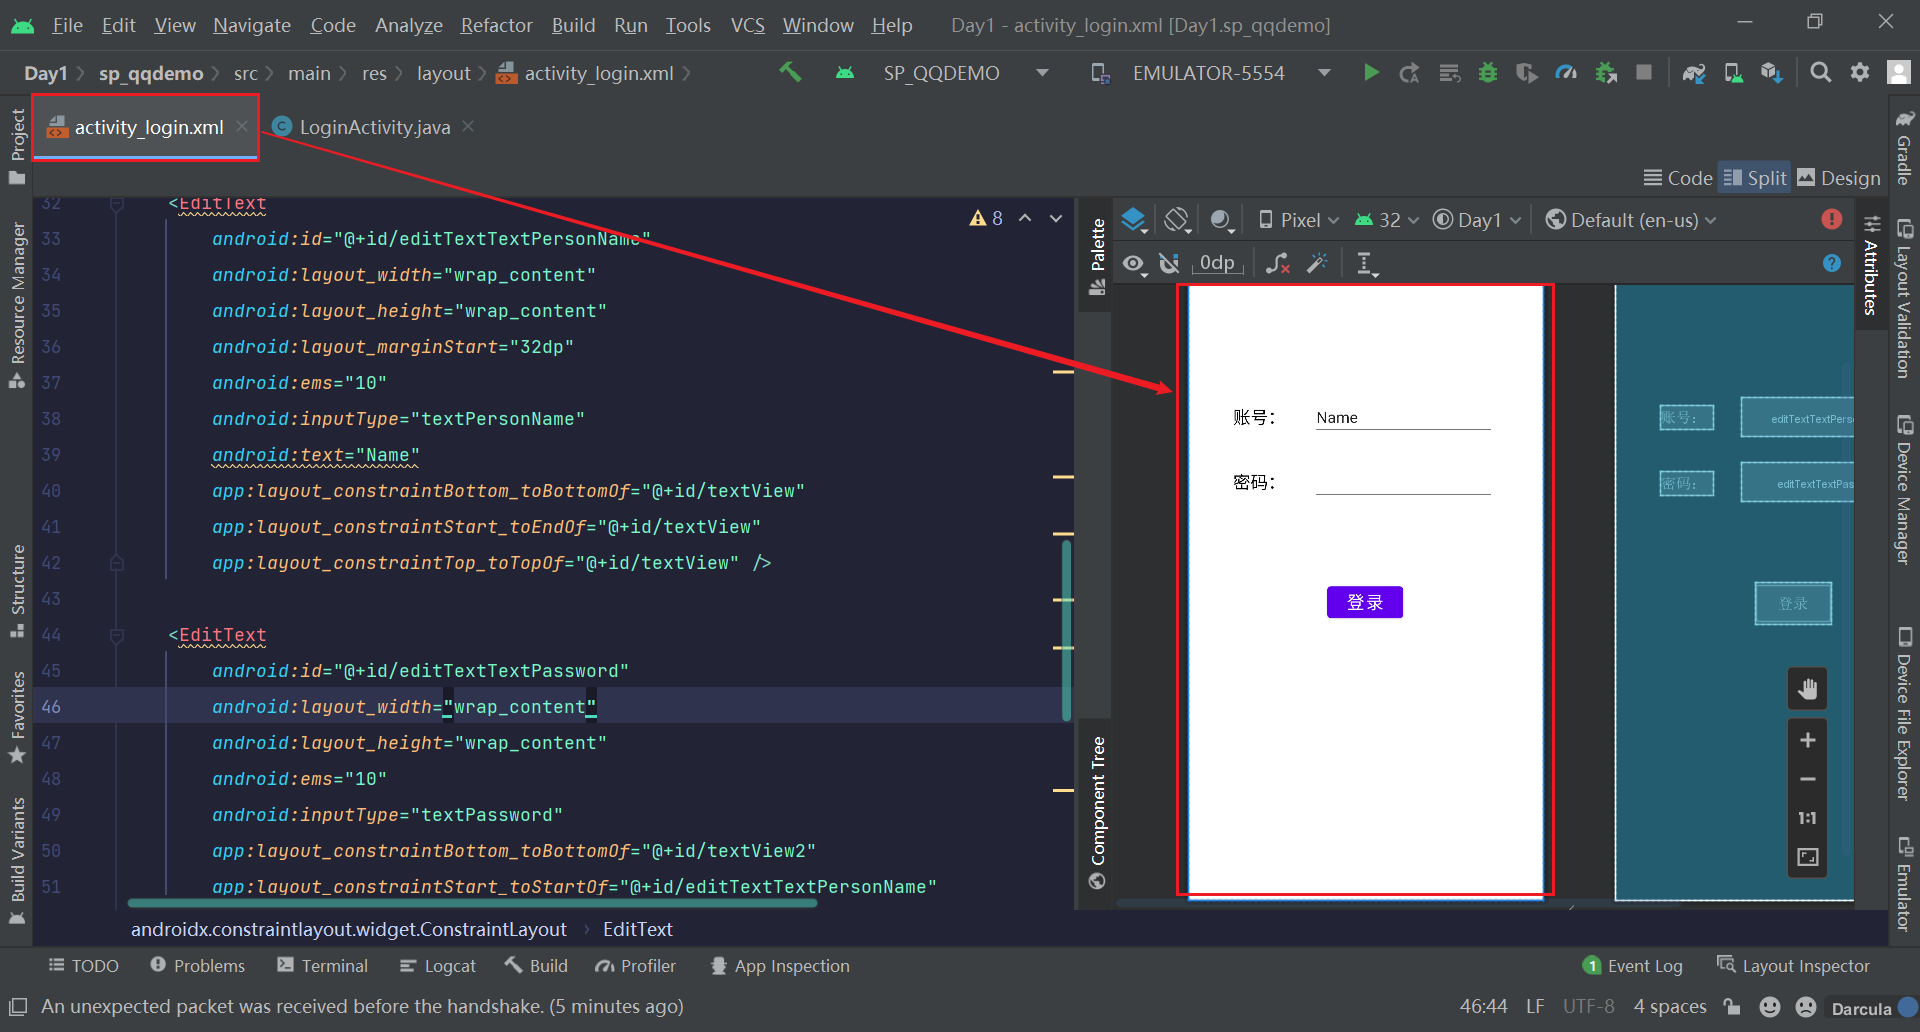 File Edit View Navigate Code Analyze Refactor Build Run Tools VCS Window Help Day1 - activity_login.xml [Day1.sp_qqdemo]
Day1 sp_qqdemo src main res layout activity_login.xml SP_QQDEMO EMULATOR-5554
activity_login.xml LoginActivity.java
Code Split Design
Project
Resource Manager
Structure
Favorites
Build Variants
32 <EditText
33 android:id="@+id/editTextTextPersonName"
34 android:layout_width="wrap_content"
35 android:layout_height="wrap_content"
36 android:layout_marginStart="32dp"
37 android:ems="10"
38 android:inputType="textPersonName"
39 android:text="Name"
40 app:layout_constraintBottom_toBottomOf="@+id/textView"
41 app:layout_constraintStart_toEndOf="@+id/textView"
42 app:layout_constraintTop_toTopOf="@+id/textView" />
43
44 <EditText
45 android:id="@+id/editTextTextPassword"
46 android:layout_width="wrap_content"
47 android:layout_height="wrap_content"
48 android:ems="10"
49 android:inputType="textPassword"
50 app:layout_constraintBottom_toBottomOf="@+id/textView2"
51 app:layout_constraintStart_toStartOf="@+id/editTextTextPersonName"
8
androidx.constraintlayout.widget.ConstraintLayout EditText
Palette
Component Tree
Pixel 32 Day1 Default (en-us)
0dp
账号： Name
密码：
登录
账号： editTextTextPers
密码： editTextTextPas
登录
1:1
Attributes
Gradle
Layout Validation
Device Manager
Device File Explorer
Emulator
TODO Problems Terminal Logcat Build Profiler App Inspection 1 Event Log Layout Inspector
An unexpected packet was received before the handshake. (5 minutes ago) 46:44 LF UTF-8 4 spaces Darcula